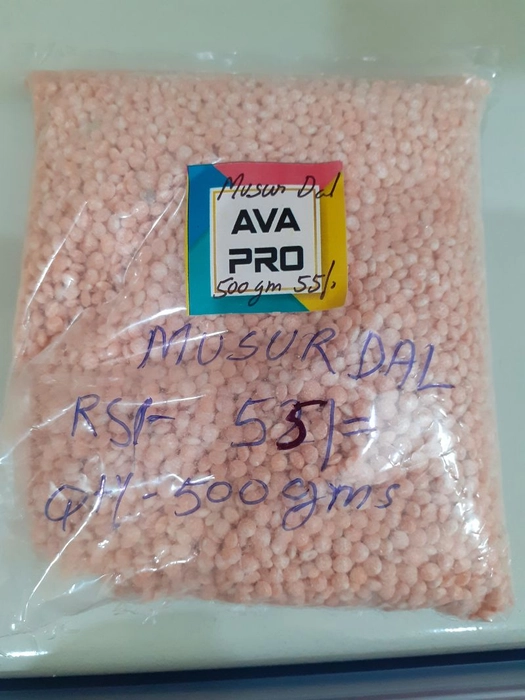 Musur Dal
AVA
PRO
500 gm 55/.
MUSUR DAL
RS/- 55/=
QTY - 500 gms